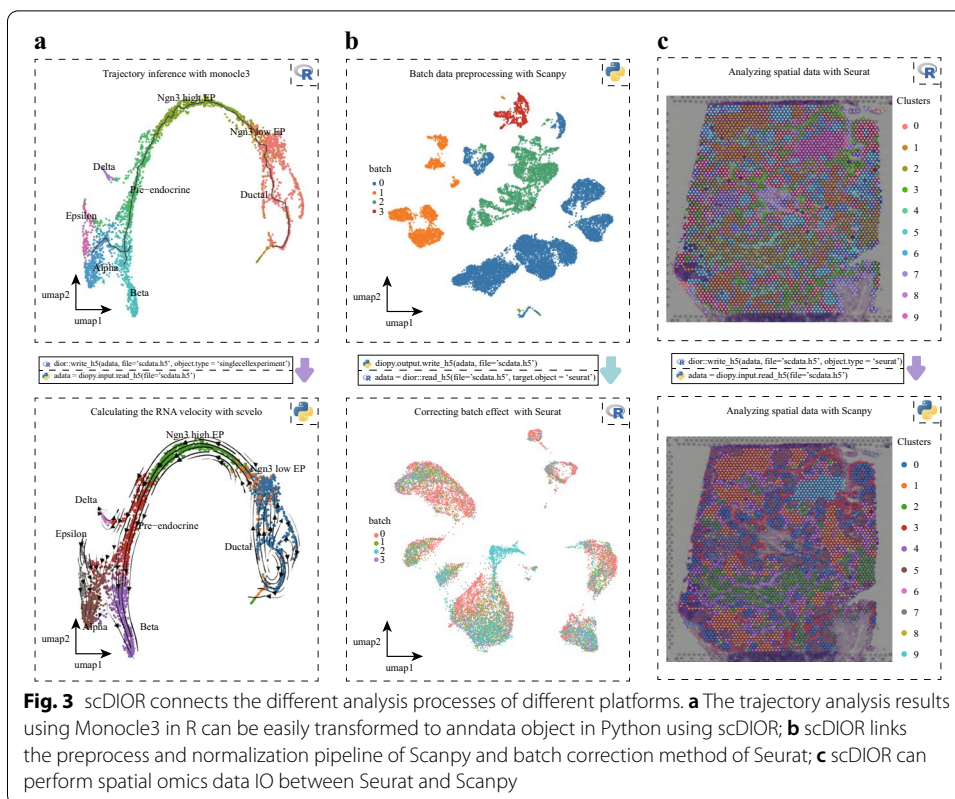 a
Trajectory inference with monocle3
Ngn3 high EP
Ngn3 low EP
Delta
Pre−endocrine
Epsilon
Ductal
Alpha
Beta
umap2
umap1
dior::write_h5(adata, file='scdata.h5', object.type = 'singlecellexperiment')
adata = diopy.input.read_h5(file='scdata.h5')
Calculating the RNA velocity with scvelo
Ngn3 high EP
Ngn3 low EP
Delta
Pre−endocrine
Epsilon
Ductal
Alpha
Beta
umap2
umap1
b
Batch data preprocessing with Scanpy
batch
0
1
2
3
umap2
umap1
diopy.output.write_h5(adata, file='scdata.h5')
adata = dior::read_h5(file='scdata.h5', target.object = 'seurat')
Correcting batch effect with Seurat
batch
0
1
2
3
umap2
umap1
c
Analyzing spatial data with Seurat
Clusters
0
1
2
3
4
5
6
7
8
9
dior::write_h5(adata, file='scdata.h5', object.type = 'seurat')
adata = diopy.input.read_h5(file='scdata.h5')
Analyzing spatial data with Scanpy
Clusters
0
1
2
3
4
5
6
7
8
9
Fig. 3 scDIOR connects the different analysis processes of different platforms. a The trajectory analysis results
using Monocle3 in R can be easily transformed to anndata object in Python using scDIOR; b scDIOR links
the preprocess and normalization pipeline of Scanpy and batch correction method of Seurat; c scDIOR can
perform spatial omics data IO between Seurat and Scanpy